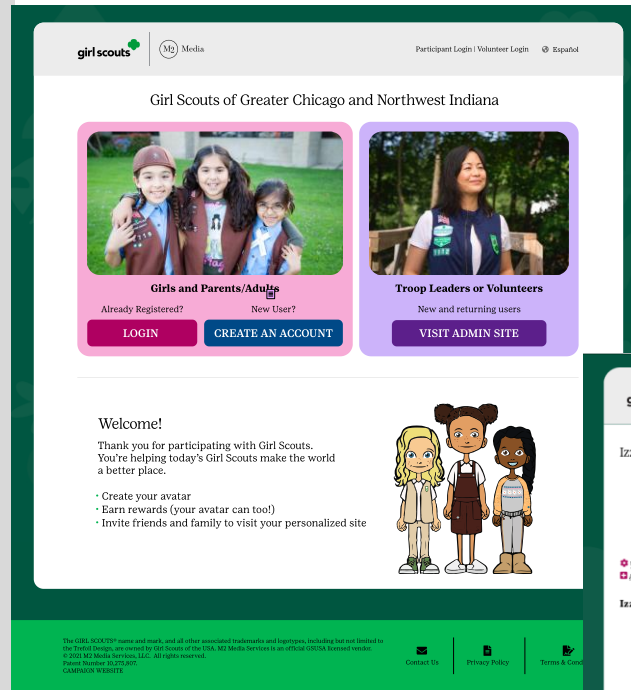 girl scouts
M2 Media
Participant Login | Volunteer Login
Español
Girl Scouts of Greater Chicago and Northwest Indiana
Girls and Parents/Adults
Already Registered?
New User?
LOGIN
CREATE AN ACCOUNT
Troop Leaders or Volunteers
New and returning users
VISIT ADMIN SITE
Welcome!
Thank you for participating with Girl Scouts.
You're helping today's Girl Scouts make the world
a better place.
· Create your avatar
· Earn rewards (your avatar can too!)
· Invite friends and family to visit your personalized site
The GIRL SCOUTS® name and mark, and all other associated trademarks and logotypes, including but not limited to
the Trefoil Design, are owned by Girl Scouts of the USA. M2 Media Services is an official GSUSA licensed vendor.
© 2021 M2 Media Services, LLC. All rights reserved.
Patent Number 10,275,807.
CAMPAIGN WEBSITE
Contact Us
Privacy Policy
Terms & Cond